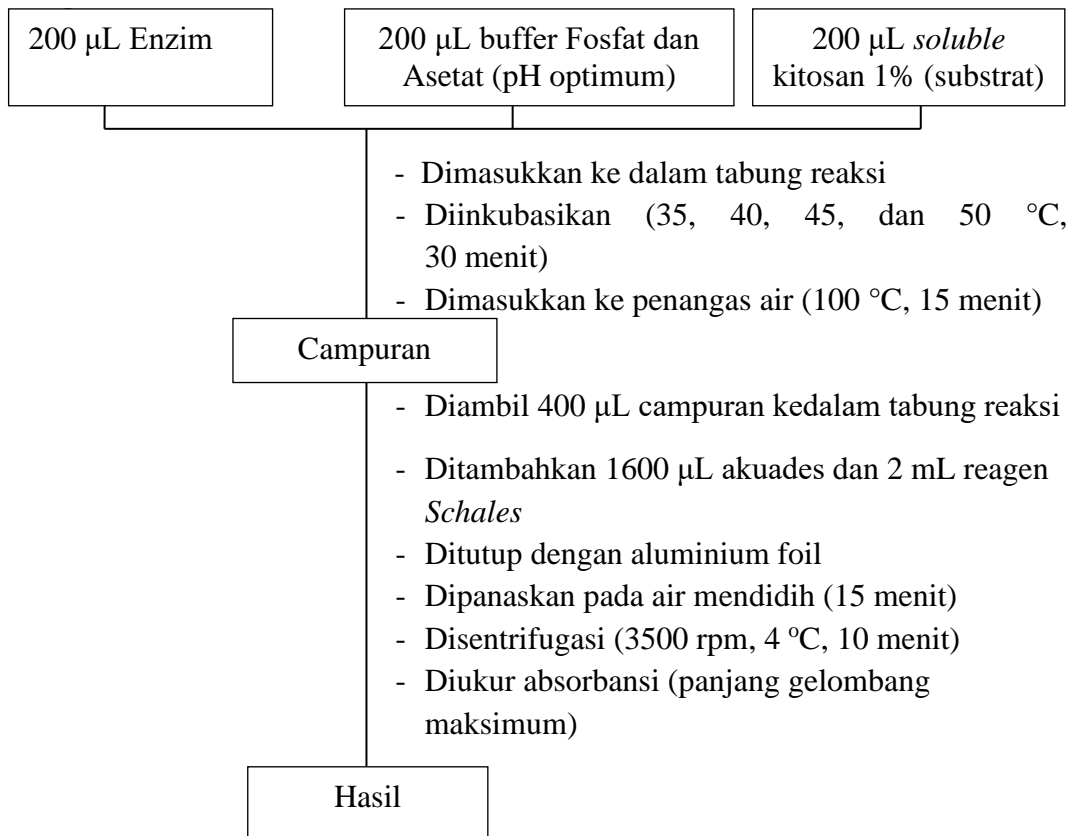 200 μL Enzim
200 μL buffer Fosfat dan
Asetat (pH optimum)
200 μL soluble
kitosan 1% (substrat)
- Dimasukkan ke dalam tabung reaksi
- Diinkubasikan (35, 40, 45, dan 50 °C,
30 menit)
- Dimasukkan ke penangas air (100 °C, 15 menit)
Campuran
- Diambil 400 μL campuran kedalam tabung reaksi
- Ditambahkan 1600 μL akuades dan 2 mL reagen
Schales
- Ditutup dengan aluminium foil
- Dipanaskan pada air mendidih (15 menit)
- Disentrifugasi (3500 rpm, 4 °C, 10 menit)
- Diukur absorbansi (panjang gelombang
maksimum)
Hasil